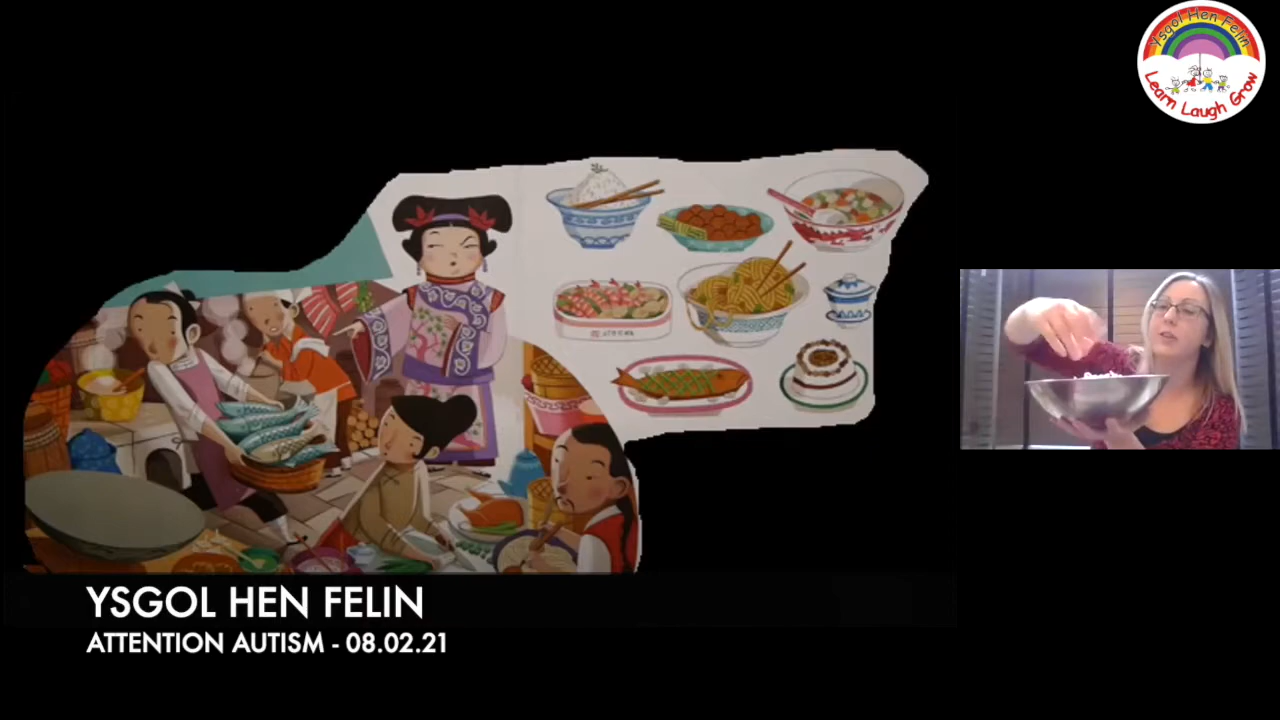 Ysgol Hen Felin
Learn Laugh Grow
YSGOL HEN FELIN
ATTENTION AUTISM - 08.02.21